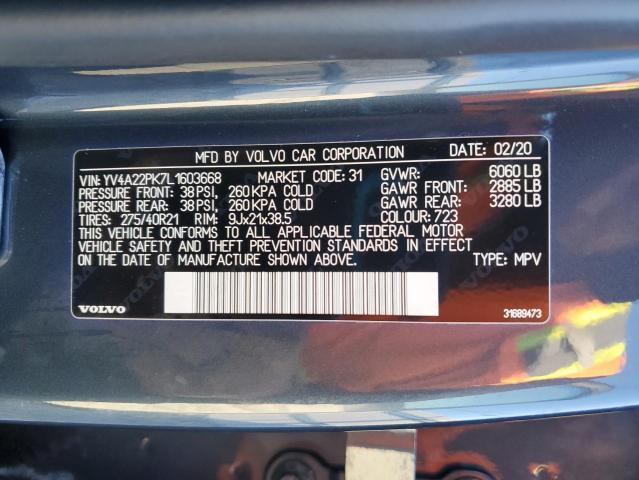 MFD BY VOLVO CAR CORPORATION DATE: 02/20
VIN: YV4A22PK7L1603668 MARKET CODE: 31 GVWR: 6060 LB
PRESSURE FRONT: 38 PSI, 260 KPA COLD GAWR FRONT: 2885 LB
PRESSURE REAR: 38 PSI, 260 KPA COLD GAWR REAR: 3280 LB
TIRES: 275/40R21 RIM: 9Jx21x38.5 COLOUR: 723
THIS VEHICLE CONFORMS TO ALL APPLICABLE FEDERAL MOTOR
VEHICLE SAFETY AND THEFT PREVENTION STANDARDS IN EFFECT
ON THE DATE OF MANUFACTURE SHOWN ABOVE. TYPE: MPV
VOLVO 31689473